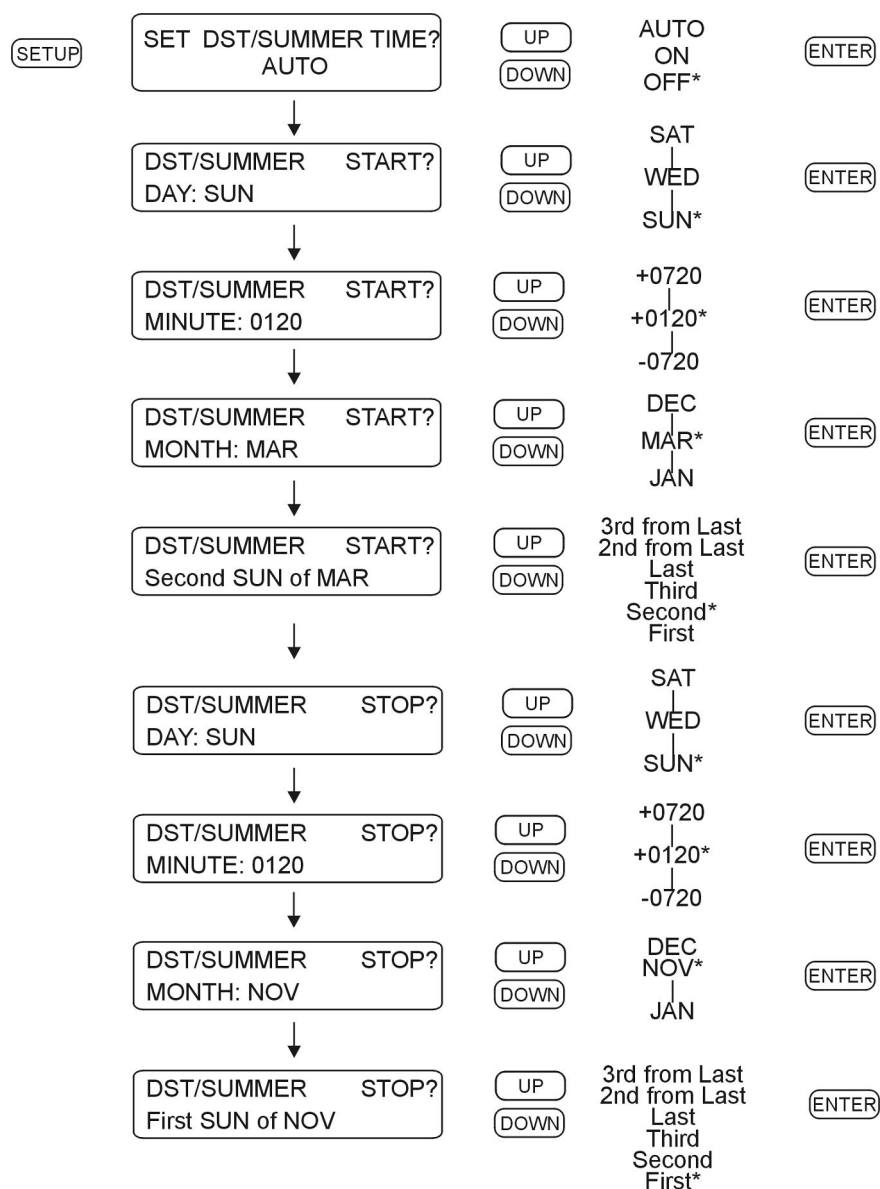 SETUP
SET DST/SUMMER TIME?
AUTO
UP
DOWN
AUTO
ON
OFF*
ENTER
DST/SUMMER START?
DAY: SUN
UP
DOWN
SAT
WED
SUN*
ENTER
DST/SUMMER START?
MINUTE: 0120
UP
DOWN
+0720
+0120*
-0720
ENTER
DST/SUMMER START?
MONTH: MAR
UP
DOWN
DEC
MAR*
JAN
ENTER
DST/SUMMER START?
Second SUN of MAR
UP
DOWN
3rd from Last
2nd from Last
Last
Third
Second*
First
ENTER
DST/SUMMER STOP?
DAY: SUN
UP
DOWN
SAT
WED
SUN*
ENTER
DST/SUMMER STOP?
MINUTE: 0120
UP
DOWN
+0720
+0120*
-0720
ENTER
DST/SUMMER STOP?
MONTH: NOV
UP
DOWN
DEC
NOV*
JAN
ENTER
DST/SUMMER STOP?
First SUN of NOV
UP
DOWN
3rd from Last
2nd from Last
Last
Third
Second
First*
ENTER